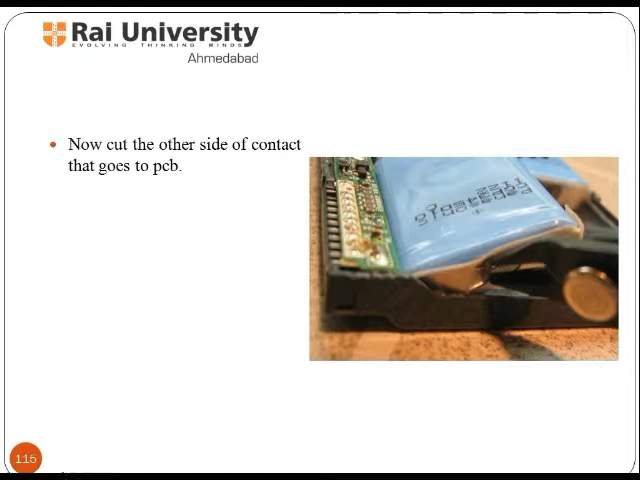 Rai University
EVOLVING THINKING MINDS
Ahmedabad
• Now cut the other side of contact
that goes to pcb.
115